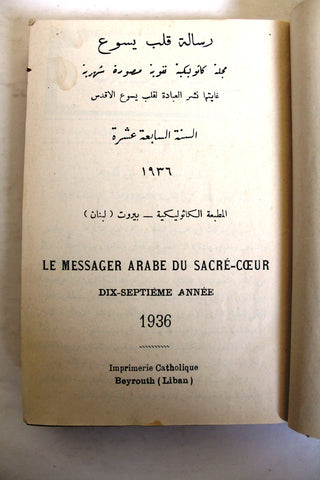 رسالة قلب يسوع
مجلة كاثوليكية تقوية مصورة شهرية
غايتها نشر العبادة لقلب يسوع الاقدس
السنة السابعة عشرة
١٩٣٦
المطبعة الكاثوليكية — بيروت (لبنان)
LE MESSAGER ARABE DU SACRÉ-CŒUR
DIX-SEPTIÈME ANNÉE
1936
Imprimerie Catholique
Beyrouth (Liban)